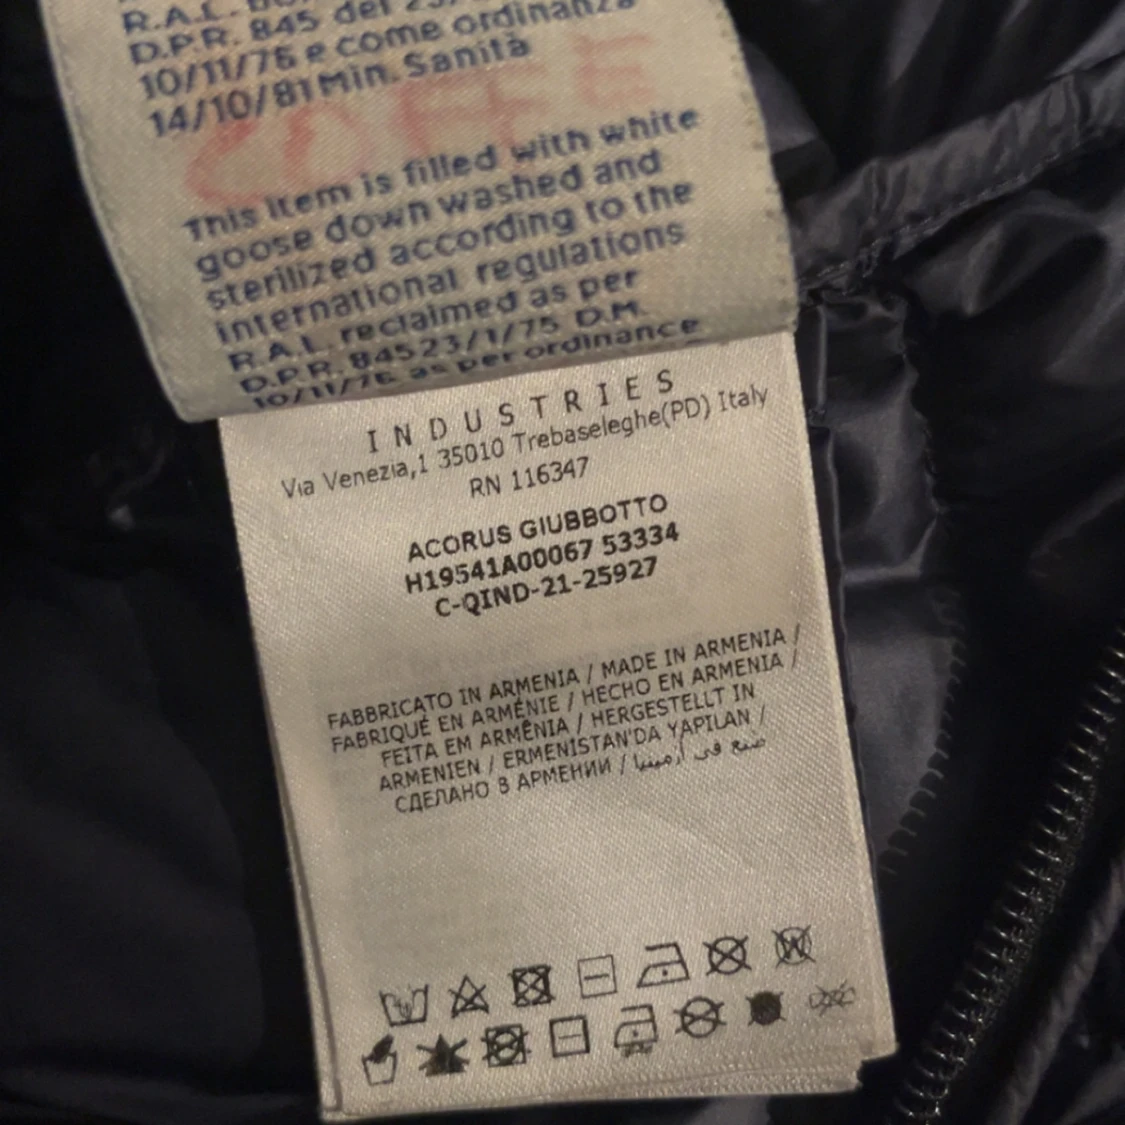 D.P.R. 845 del
10/11/76 e come ordinanza
14/10/81 Min. Sanità
This item is filled with white
goose down washed and
sterilized according to the
international regulations
R.A.L. reclaimed as per
D.P.R. 84523/1/75 D.M.
10/11/76 as per ordinance
INDUSTRIES
Via Venezia,1 35010 Trebaseleghe(PD) Italy
RN 116347
ACORUS GIUBBOTTO
H19541A00067 53334
C-QIND-21-25927
FABBRICATO IN ARMENIA / MADE IN ARMENIA /
FABRIQUÉ EN ARMÉNIE / HECHO EN ARMENIA /
FEITA EM ARMÊNIA / HERGESTELLT IN
ARMENIEN / ERMENİSTAN'DA YAPILAN /
СДЕЛАНО В АРМЕНИИ / صنع في أرمينيا
W